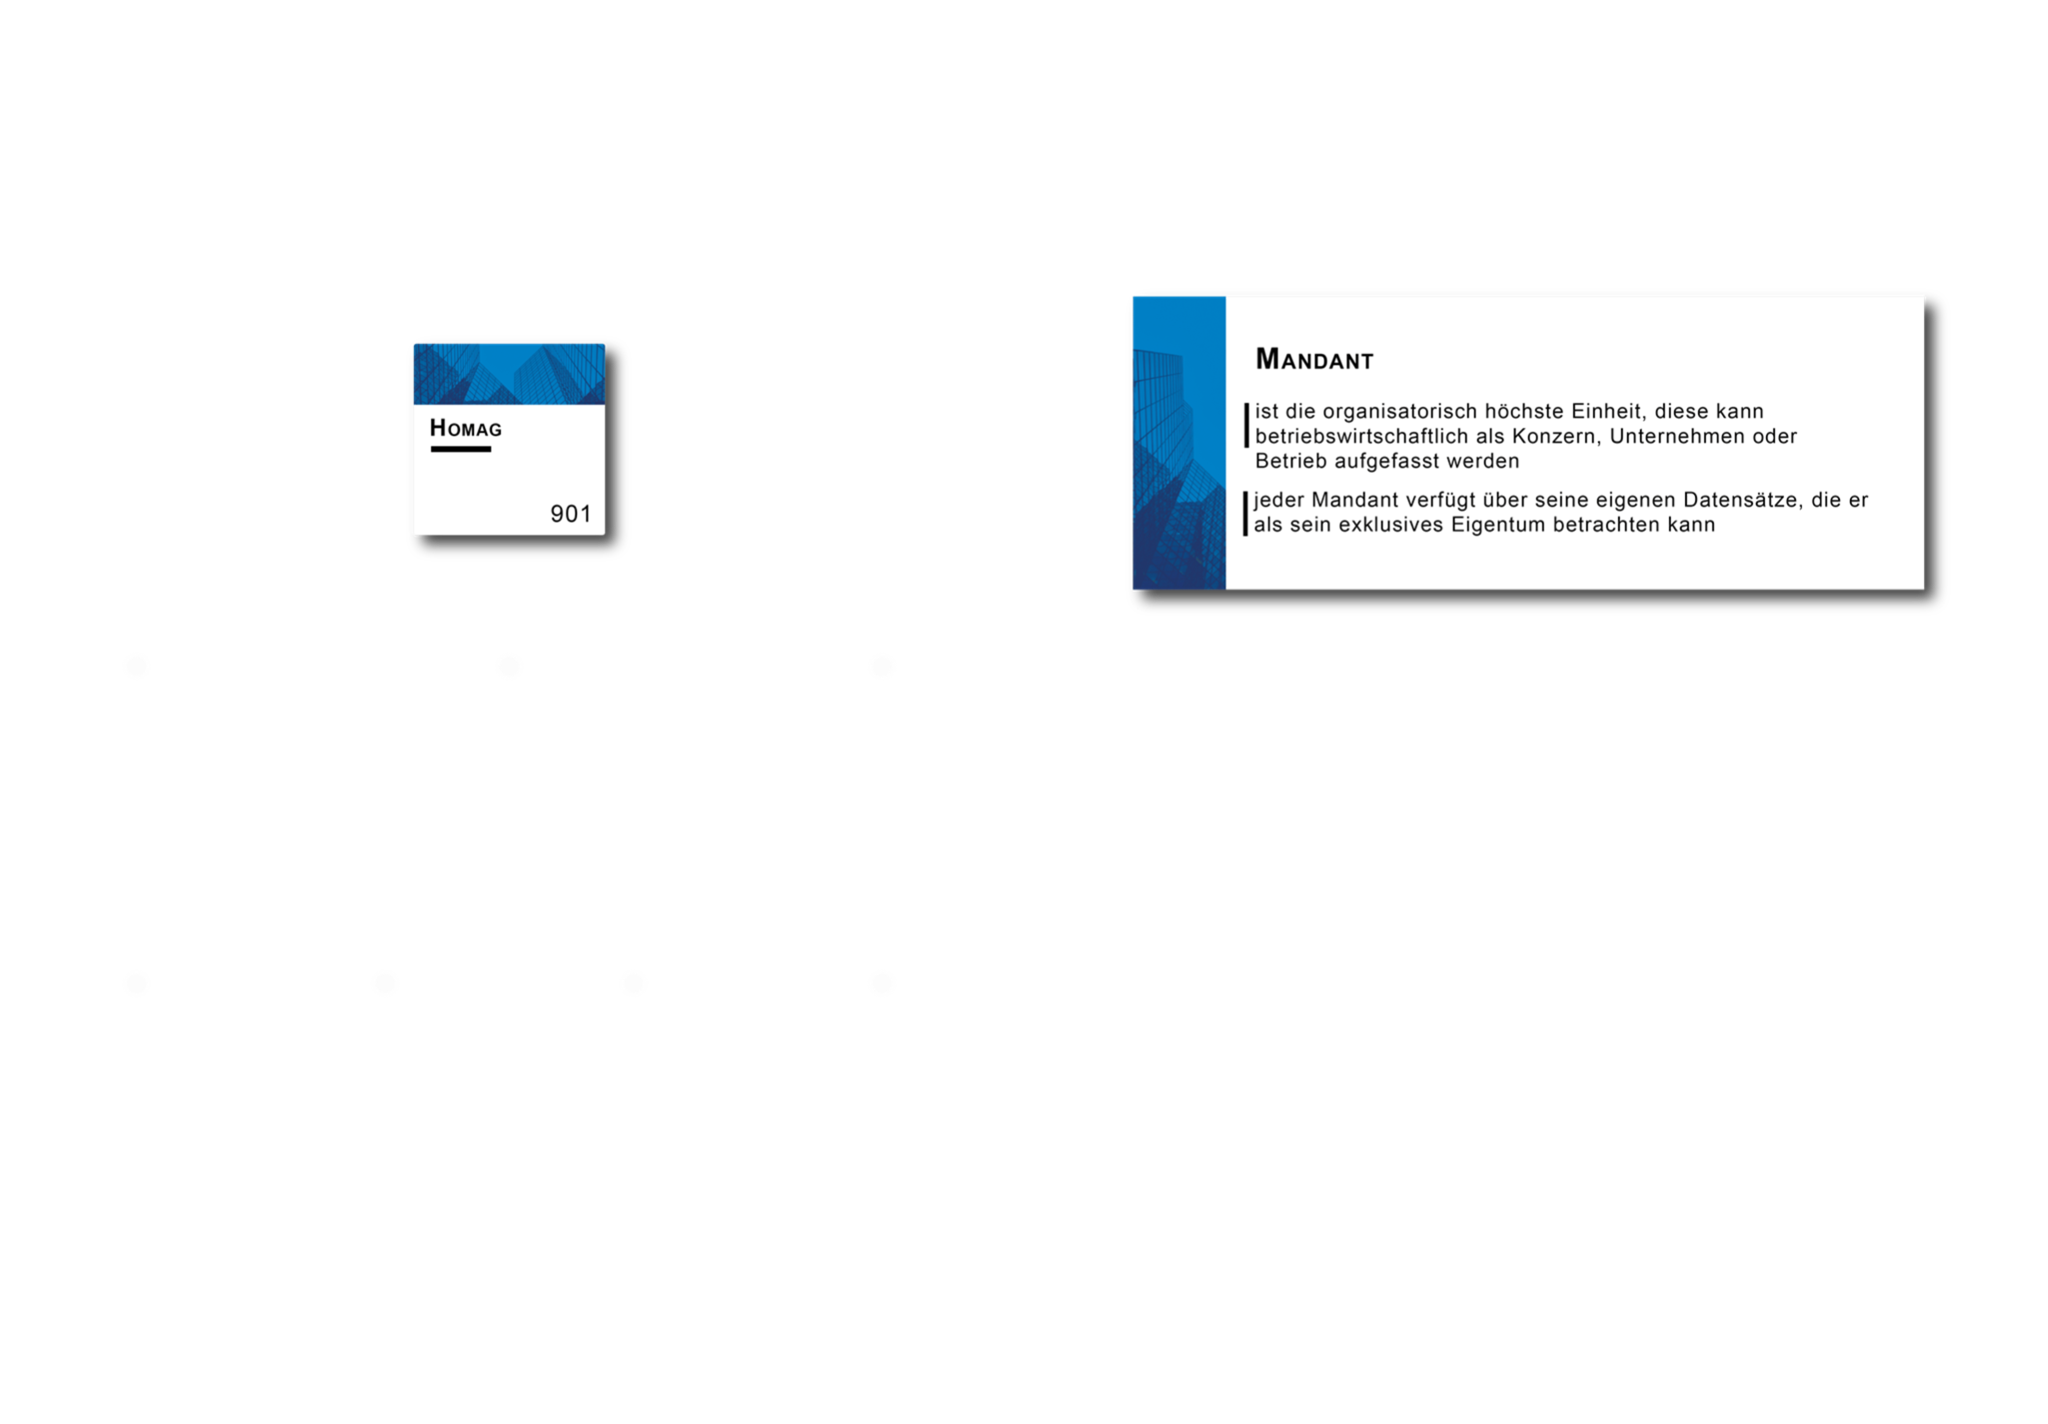 HOMAG
901
MANDANT
ist die organisatorisch höchste Einheit, diese kann
betriebswirtschaftlich als Konzern, Unternehmen oder
Betrieb aufgefasst werden
jeder Mandant verfügt über seine eigenen Datensätze, die er
als sein exklusives Eigentum betrachten kann